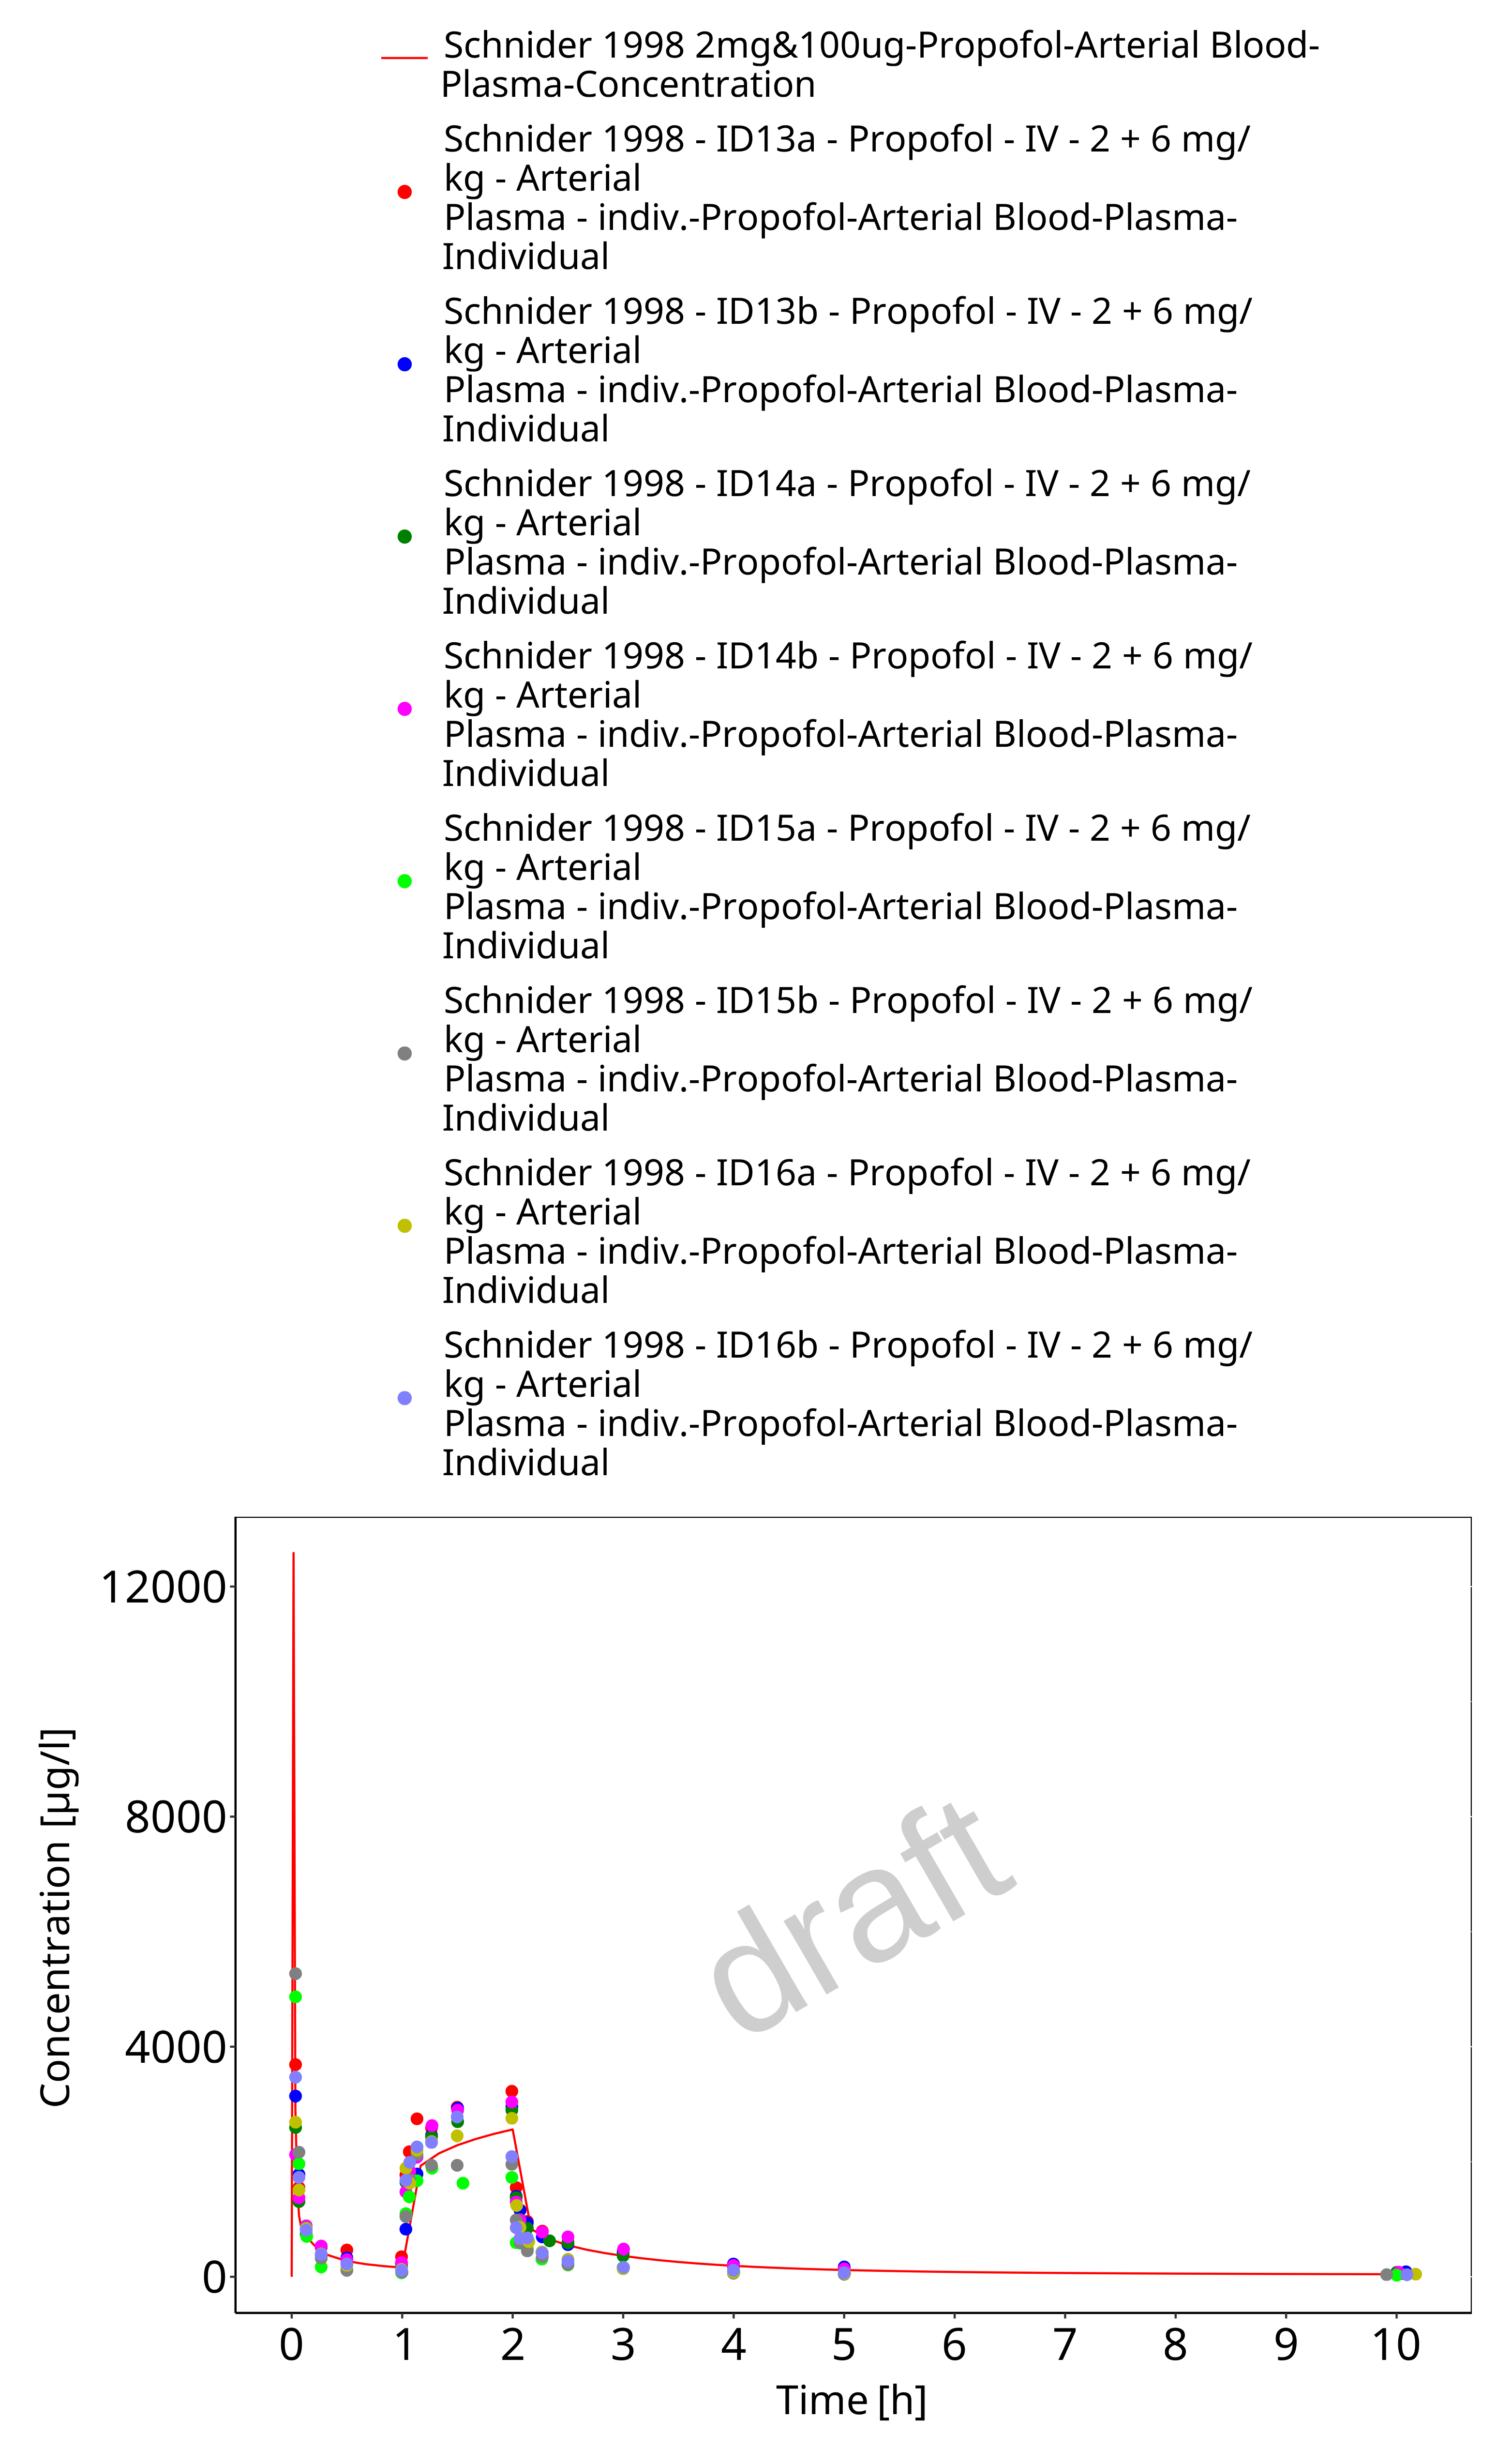 Schnider 1998 2mg&100ug-Propofol-Arterial Blood-
Plasma-Concentration
Schnider 1998 - ID13a - Propofol - IV - 2 + 6 mg/
kg - Arterial
Plasma - indiv.-Propofol-Arterial Blood-Plasma-
Individual
Schnider 1998 - ID13b - Propofol - IV - 2 + 6 mg/
kg - Arterial
Plasma - indiv.-Propofol-Arterial Blood-Plasma-
Individual
Schnider 1998 - ID14a - Propofol - IV - 2 + 6 mg/
kg - Arterial
Plasma - indiv.-Propofol-Arterial Blood-Plasma-
Individual
Schnider 1998 - ID14b - Propofol - IV - 2 + 6 mg/
kg - Arterial
Plasma - indiv.-Propofol-Arterial Blood-Plasma-
Individual
Schnider 1998 - ID15a - Propofol - IV - 2 + 6 mg/
kg - Arterial
Plasma - indiv.-Propofol-Arterial Blood-Plasma-
Individual
Schnider 1998 - ID15b - Propofol - IV - 2 + 6 mg/
kg - Arterial
Plasma - indiv.-Propofol-Arterial Blood-Plasma-
Individual
Schnider 1998 - ID16a - Propofol - IV - 2 + 6 mg/
kg - Arterial
Plasma - indiv.-Propofol-Arterial Blood-Plasma-
Individual
Schnider 1998 - ID16b - Propofol - IV - 2 + 6 mg/
kg - Arterial
Plasma - indiv.-Propofol-Arterial Blood-Plasma-
Individual
Concentration [µg/l]
12000
8000
4000
0
draft
0 1 2 3 4 5 6 7 8 9 10
Time [h]